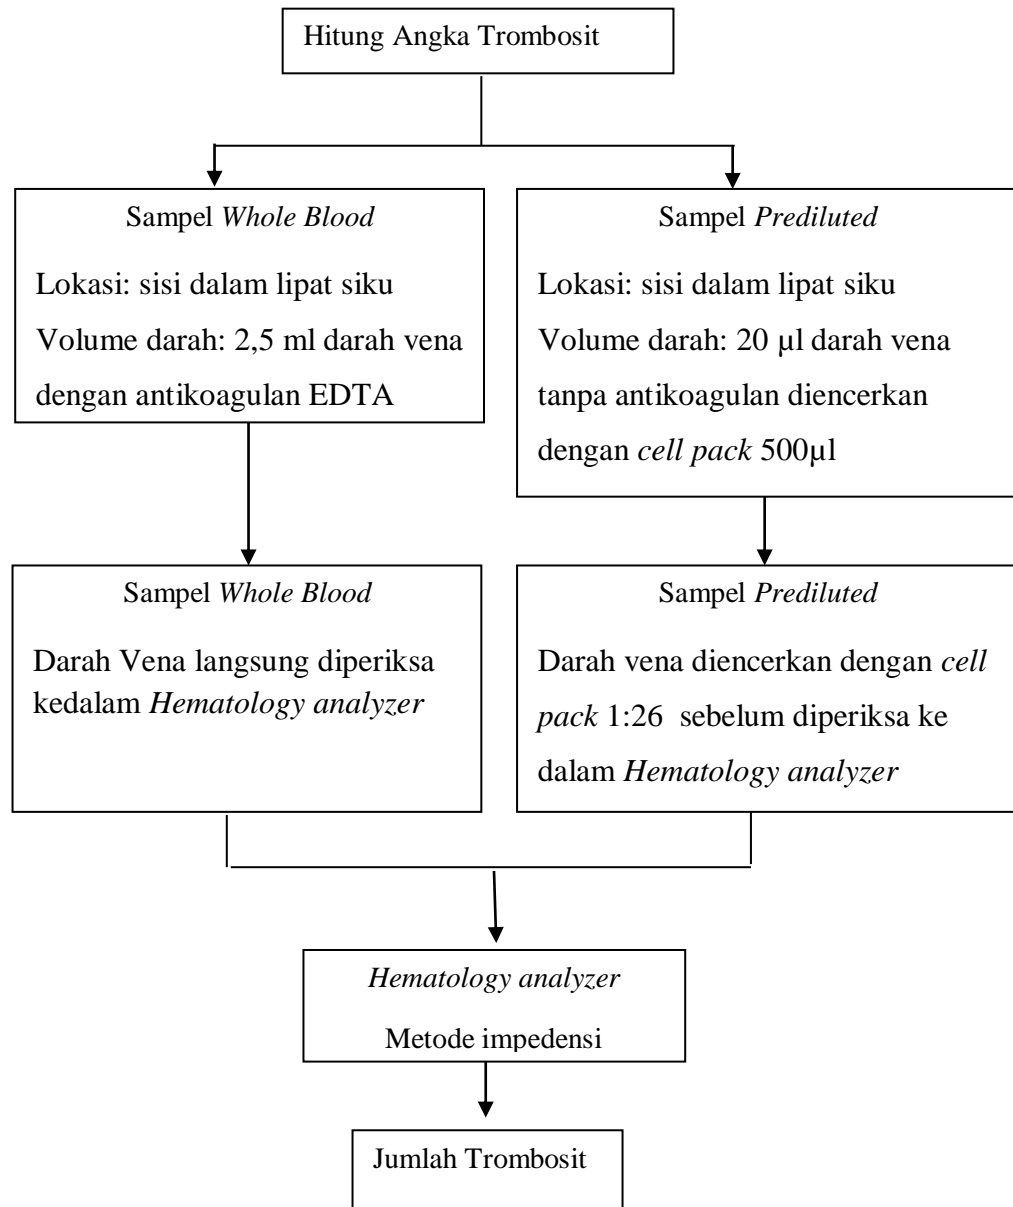 Hitung Angka Trombosit
Sampel Whole Blood
Lokasi: sisi dalam lipat siku
Volume darah: 2,5 ml darah vena
dengan antikoagulan EDTA
Sampel Prediluted
Lokasi: sisi dalam lipat siku
Volume darah: 20 µl darah vena
tanpa antikoagulan diencerkan
dengan cell pack 500µl
Sampel Whole Blood
Darah Vena langsung diperiksa
kedalam Hematology analyzer
Sampel Prediluted
Darah vena diencerkan dengan cell
pack 1:26 sebelum diperiksa ke
dalam Hematology analyzer
Hematology analyzer
Metode impedensi
Jumlah Trombosit